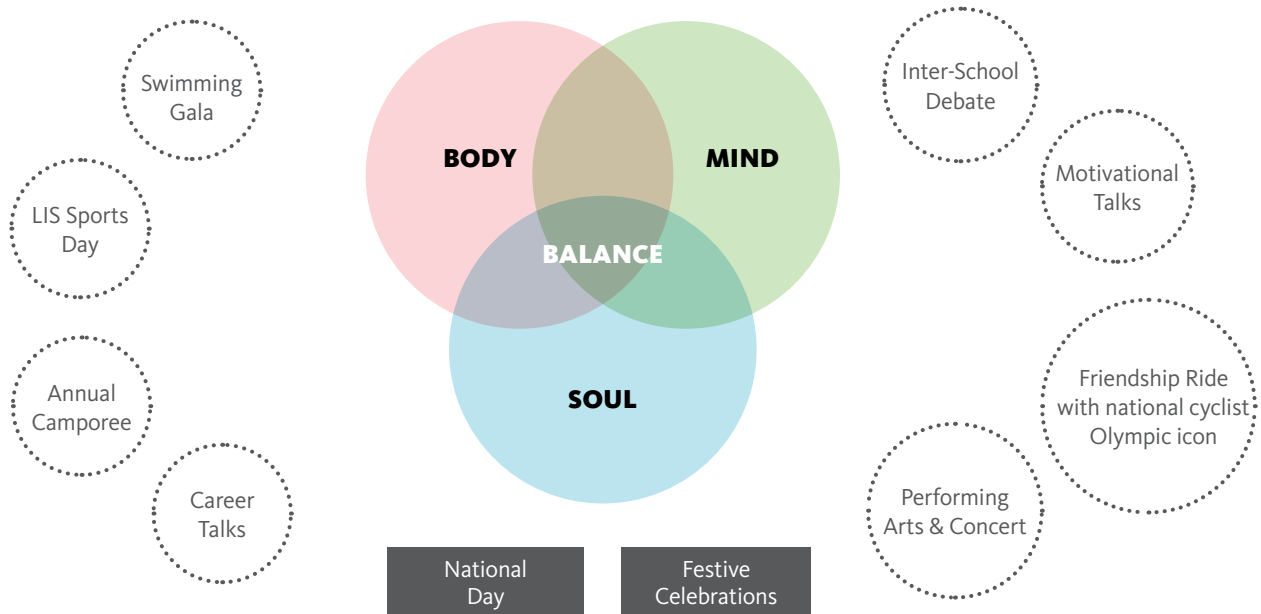 Swimming
Gala
LIS Sports
Day
Annual
Camporee
Career
Talks
BODY
MIND
BALANCE
SOUL
National
Day
Festive
Celebrations
Inter-School
Debate
Motivational
Talks
Friendship Ride
with national cyclist
Olympic icon
Performing
Arts & Concert